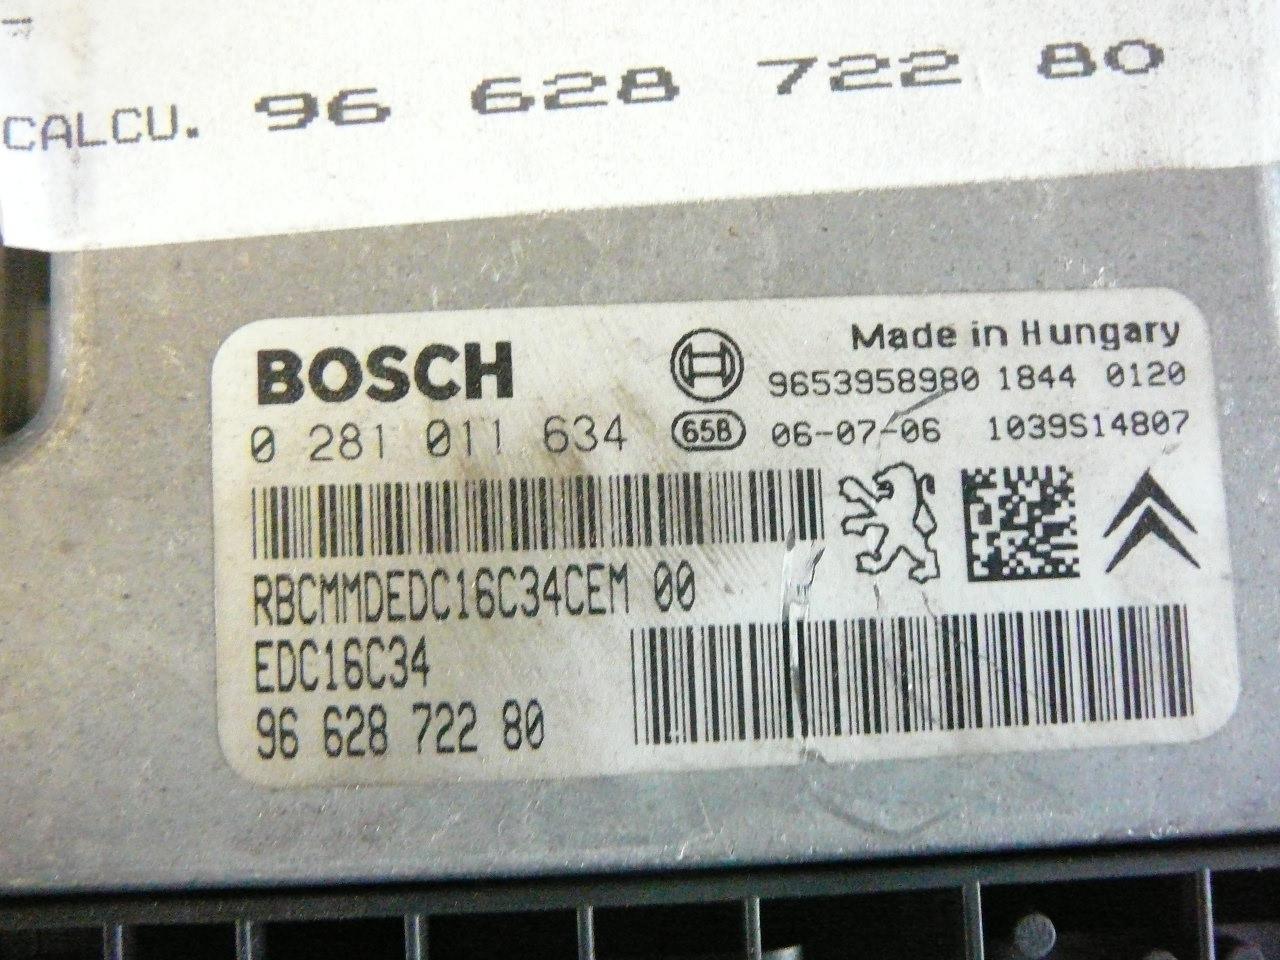 CALCU. 96 628 722 80
BOSCH
Made in Hungary
9653958980 1844 0120
0 281 011 634
65B
06-07-06 1039S14807
RBCMMDEDC16C34CEM 00
EDC16C34
96 628 722 80